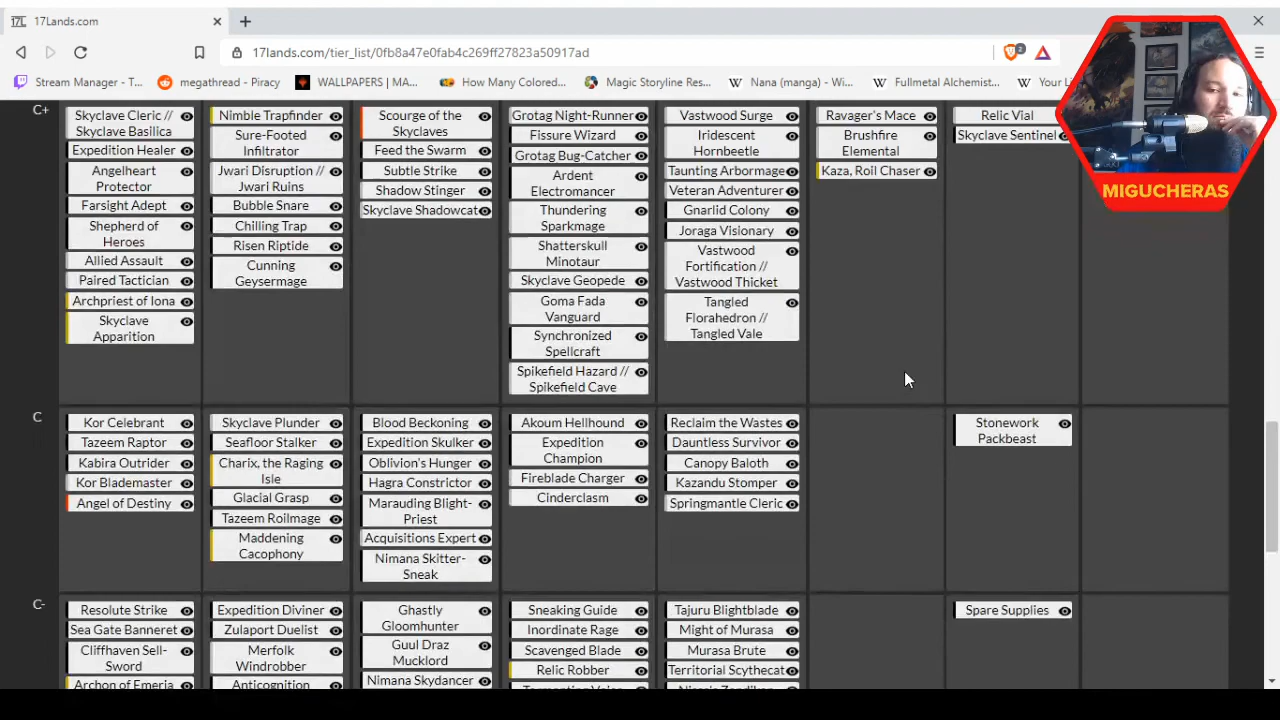 17Lands.com
17lands.com/tier_list/0fb8a47e0fab4c269ff27823a50917ad
2
Stream Manager - T...
megathread - Piracy
WALLPAPERS | MA...
How Many Colored...
Magic Storyline Res...
Nana (manga) - Wi...
Fullmetal Alchemist...
Your Li
MIGUCHERAS
C+
Skyclave Cleric //
Skyclave Basilica
Expedition Healer
Angelheart
Protector
Farsight Adept
Shepherd of
Heroes
Allied Assault
Paired Tactician
Archpriest of Iona
Skyclave
Apparition
Nimble Trapfinder
Sure-Footed
Infiltrator
Jwari Disruption //
Jwari Ruins
Bubble Snare
Chilling Trap
Risen Riptide
Cunning
Geysermage
Scourge of the
Skyclaves
Feed the Swarm
Subtle Strike
Shadow Stinger
Skyclave Shadowcat
Grotag Night-Runner
Fissure Wizard
Grotag Bug-Catcher
Ardent
Electromancer
Thundering
Sparkmage
Shatterskull
Minotaur
Skyclave Geopede
Goma Fada
Vanguard
Synchronized
Spellcraft
Spikefield Hazard //
Spikefield Cave
Vastwood Surge
Iridescent
Hornbeetle
Taunting Arbormage
Veteran Adventurer
Gnarlid Colony
Joraga Visionary
Vastwood
Fortification //
Vastwood Thicket
Tangled
Florahedron //
Tangled Vale
Ravager's Mace
Brushfire
Elemental
Kaza, Roil Chaser
Relic Vial
Skyclave Sentinel
C
Kor Celebrant
Tazeem Raptor
Kabira Outrider
Kor Blademaster
Angel of Destiny
Skyclave Plunder
Seafloor Stalker
Charix, the Raging
Isle
Glacial Grasp
Tazeem Roilmage
Maddening
Cacophony
Blood Beckoning
Expedition Skulker
Oblivion's Hunger
Hagra Constrictor
Marauding Blight-
Priest
Acquisitions Expert
Nimana Skitter-
Sneak
Akoum Hellhound
Expedition
Champion
Fireblade Charger
Cinderclasm
Reclaim the Wastes
Dauntless Survivor
Canopy Baloth
Kazandu Stomper
Springmantle Cleric
Stonework
Packbeast
C-
Resolute Strike
Sea Gate Banneret
Cliffhaven Sell-
Sword
Archon of Emeria
Expedition Diviner
Zulaport Duelist
Merfolk
Windrobber
Anticognition
Ghastly
Gloomhunter
Guul Draz
Mucklord
Nimana Skydancer
Sneaking Guide
Inordinate Rage
Scavenged Blade
Relic Robber
Tormenting Voice
Tajuru Blightblade
Might of Murasa
Murasa Brute
Territorial Scythecat
Spare Supplies